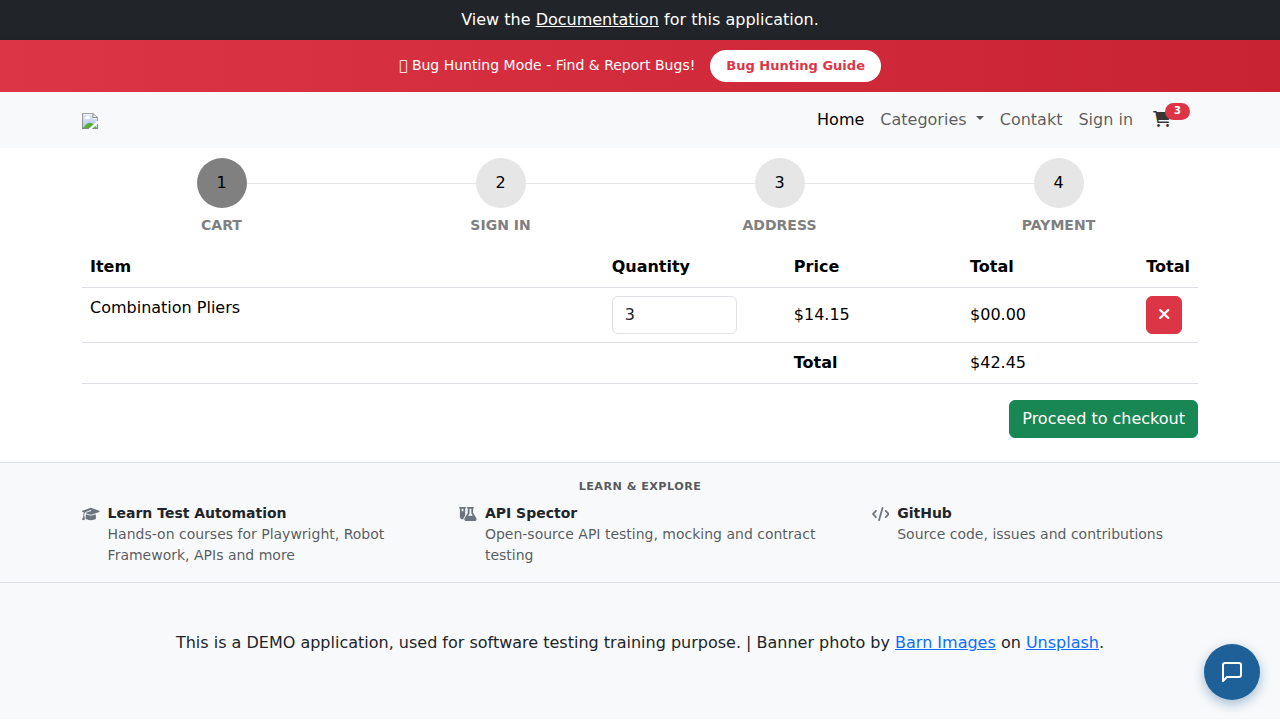 View the Documentation for this application.
Bug Hunting Mode - Find & Report Bugs! Bug Hunting Guide
Home Categories Contakt Sign in 3
1 2 3 4
CART SIGN IN ADDRESS PAYMENT
Item Quantity Price Total Total
Combination Pliers 3 $14.15 $00.00
Total $42.45
Proceed to checkout
LEARN & EXPLORE
Learn Test Automation
Hands-on courses for Playwright, Robot
Framework, APIs and more
API Spector
Open-source API testing, mocking and contract
testing
GitHub
Source code, issues and contributions
This is a DEMO application, used for software testing training purpose. | Banner photo by Barn Images on Unsplash.